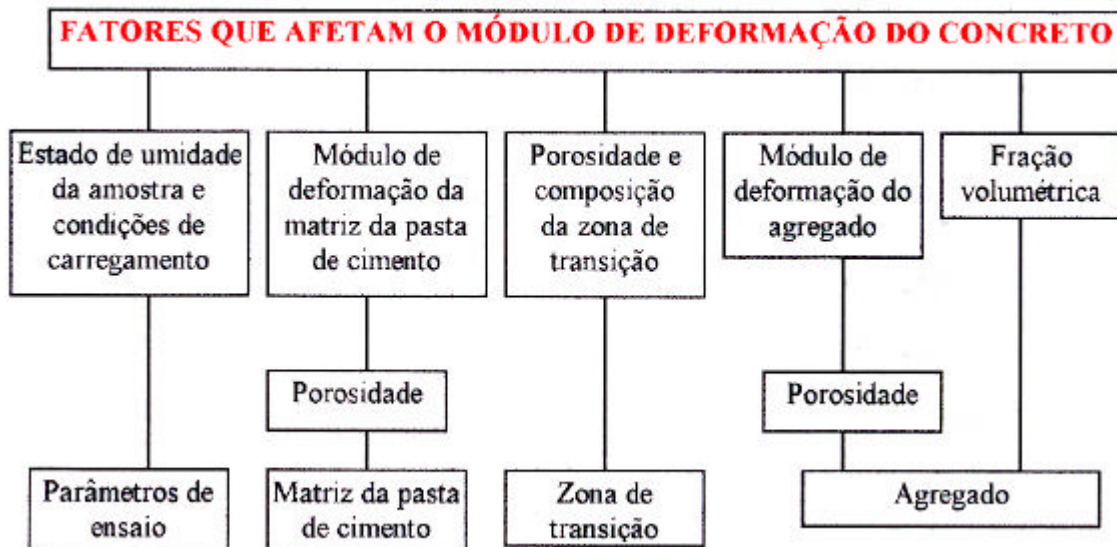 FATORES QUE AFETAM O MÓDULO DE DEFORMAÇÃO DO CONCRETO
Estado de umidade
da amostra e
condições de
carregamento
Módulo de
deformação da
matriz da pasta
de cimento
Porosidade e
composição
da zona de
transição
Módulo de
deformação do
agregado
Fração
volumétrica
Porosidade
Porosidade
Parâmetros de
ensaio
Matriz da pasta
de cimento
Zona de
transição
Agregado